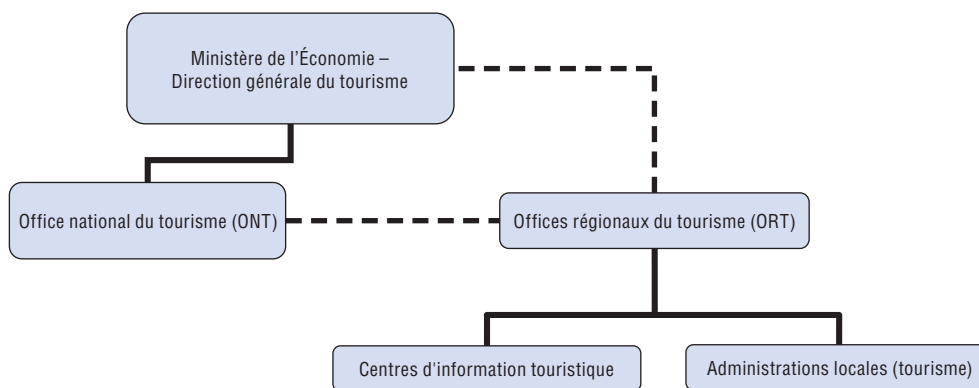 Ministère de l'Économie –
Direction générale du tourisme
Office national du tourisme (ONT)
Offices régionaux du tourisme (ORT)
Centres d'information touristique
Administrations locales (tourisme)